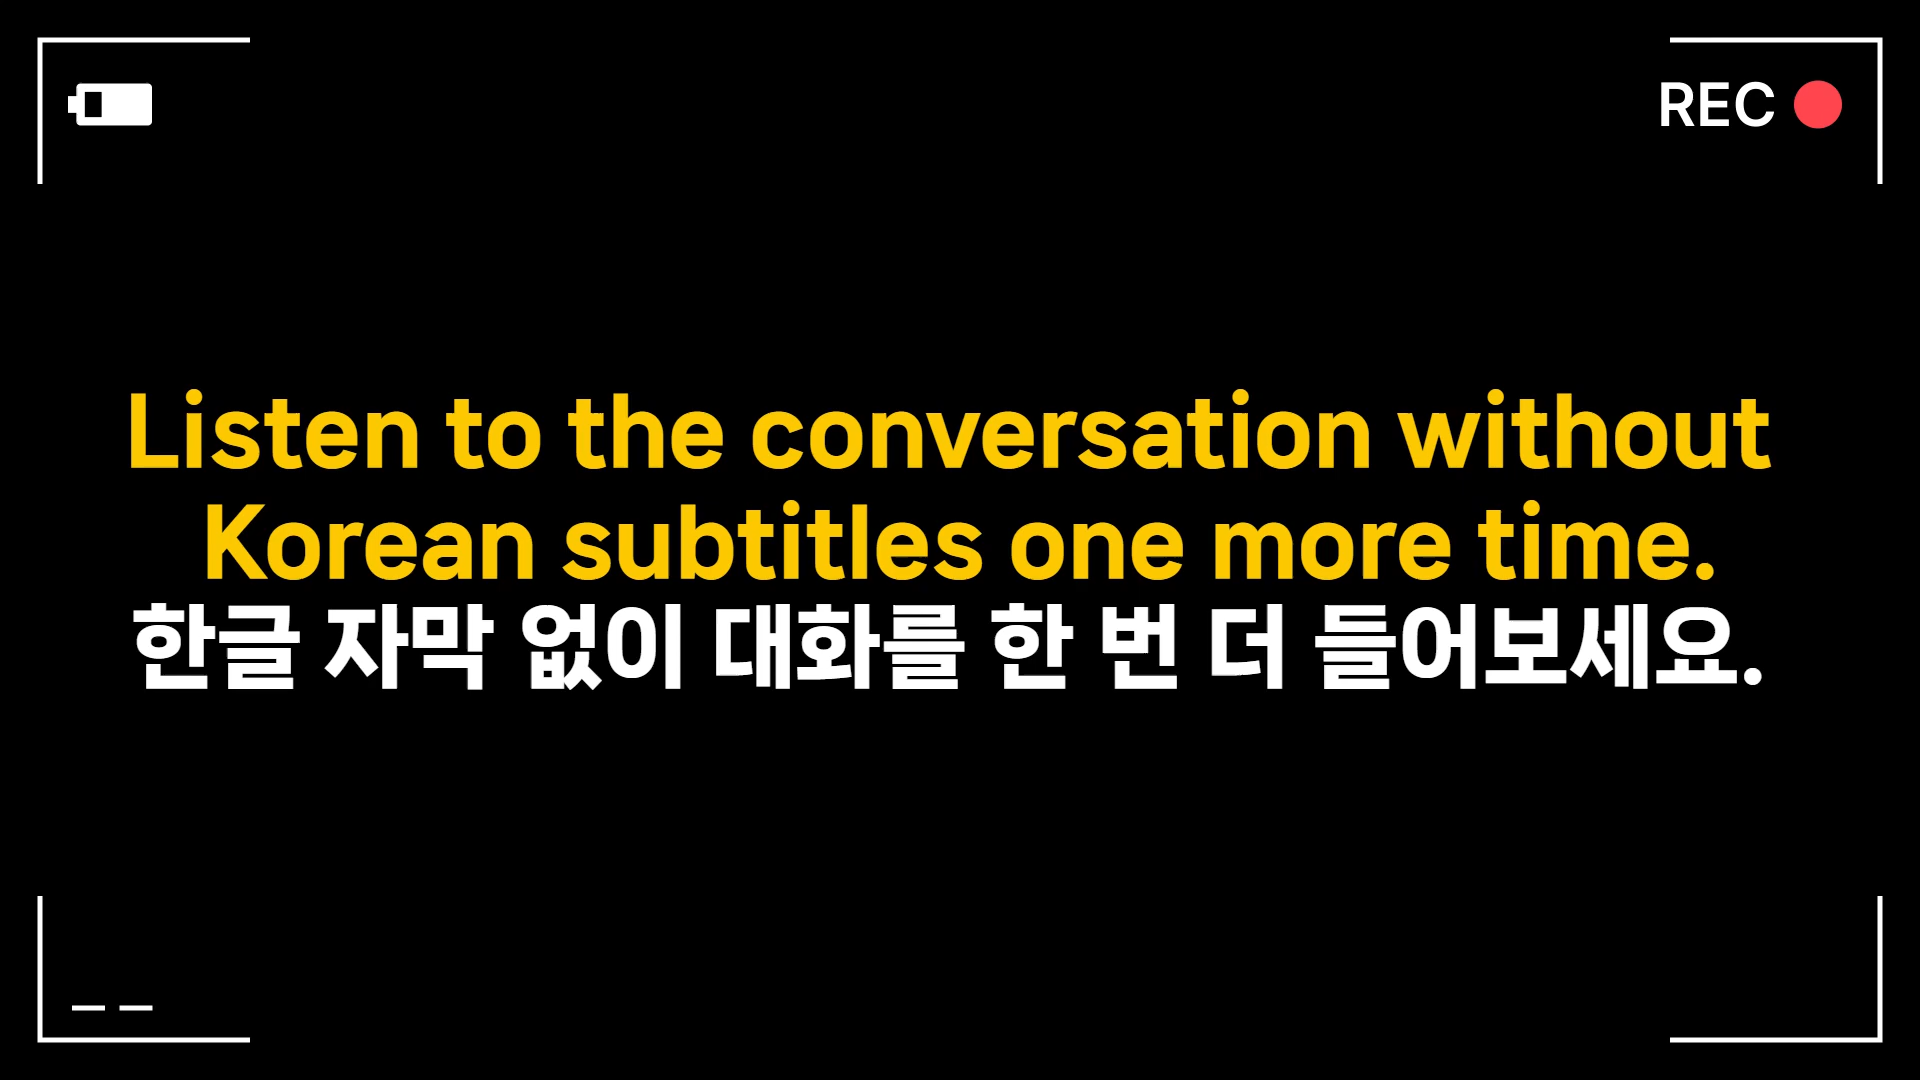 REC
Listen to the conversation without
Korean subtitles one more time.
한글 자막 없이 대화를 한 번 더 들어보세요.